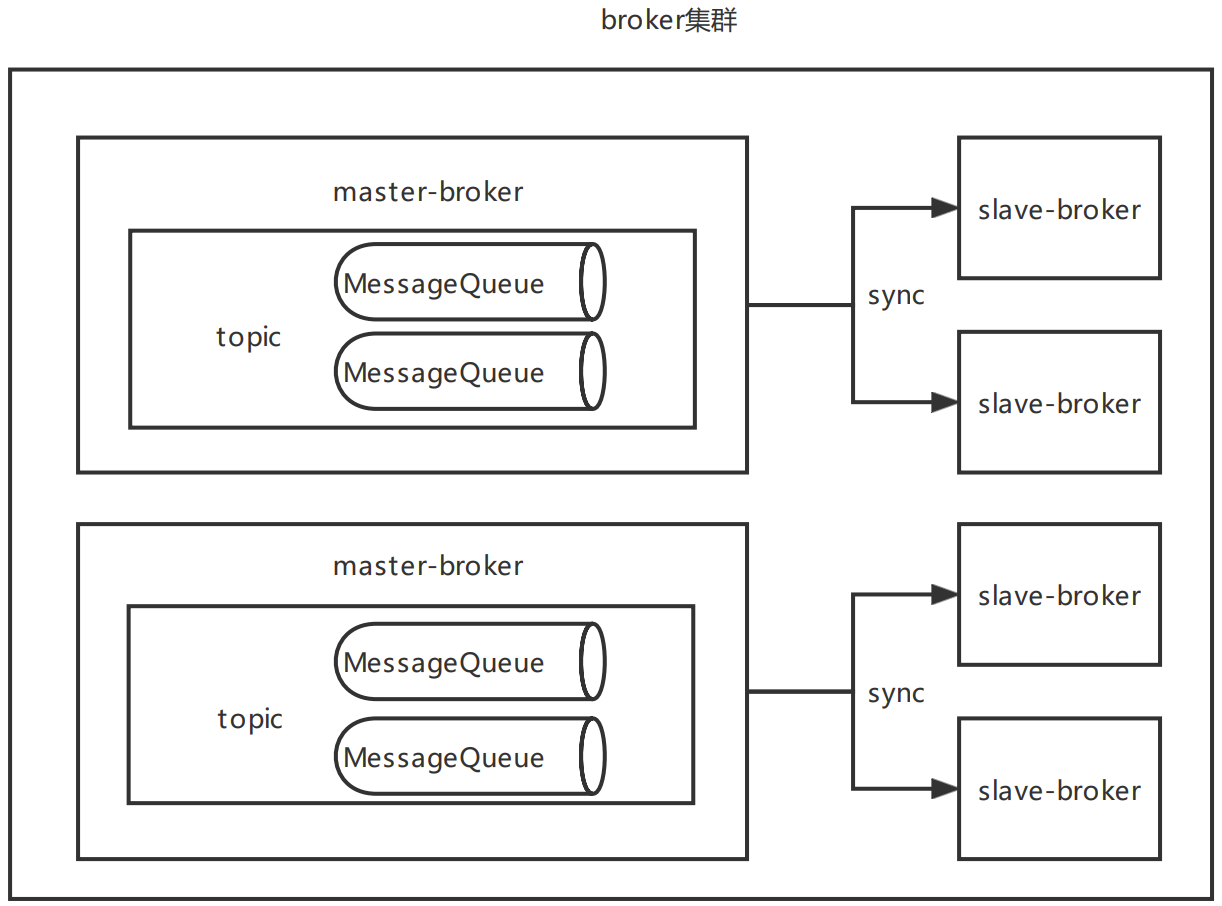 broker集群
master-broker
topic
MessageQueue
MessageQueue
sync
slave-broker
slave-broker
master-broker
topic
MessageQueue
MessageQueue
sync
slave-broker
slave-broker